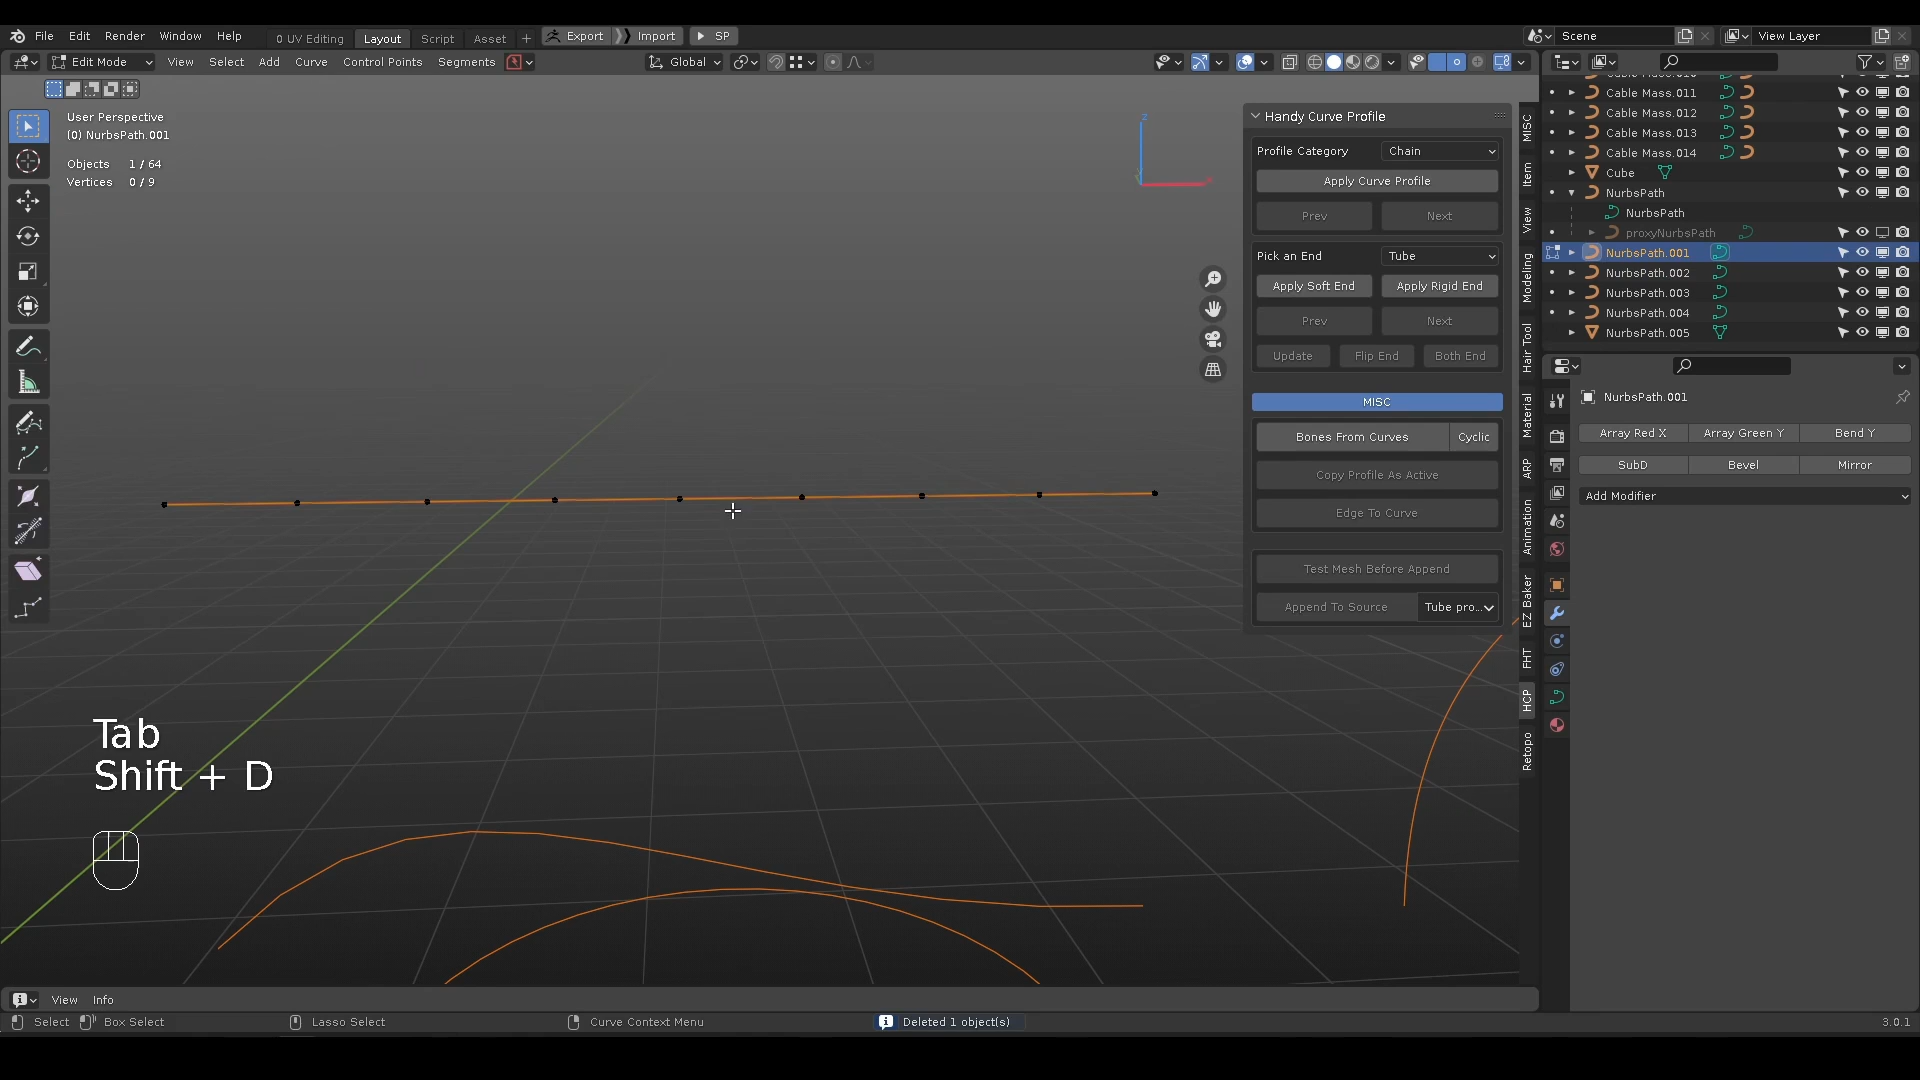 File Edit Render Window Help 0 UV Editing Layout Script Asset + Export Import SP Scene View Layer
Edit Mode View Select Add Curve Control Points Segments Global
User Perspective
(0) NurbsPath.001
Objects 1 / 64
Vertices 0 / 9
Z
Handy Curve Profile
Profile Category Chain
Apply Curve Profile
Prev Next
Pick an End Tube
Apply Soft End Apply Rigid End
Prev Next
Update Flip End Both End
MISC
Bones From Curves Cyclic
Copy Profile As Active
Edge To Curve
Test Mesh Before Append
Append To Source Tube pro...
MISC
Item
View
Modeling
Hair Tool
Material
ARP
Animation
EZ Baker
FHT
HCP
Retopo
Cable Mass.011
Cable Mass.012
Cable Mass.013
Cable Mass.014
Cube
NurbsPath
NurbsPath
proxyNurbsPath
NurbsPath.001
NurbsPath.002
NurbsPath.003
NurbsPath.004
NurbsPath.005
NurbsPath.001
Array Red X Array Green Y Bend Y
SubD Bevel Mirror
Add Modifier
Tab
Shift + D
View Info
Select Box Select Lasso Select Curve Context Menu Deleted 1 object(s) 3.0.1